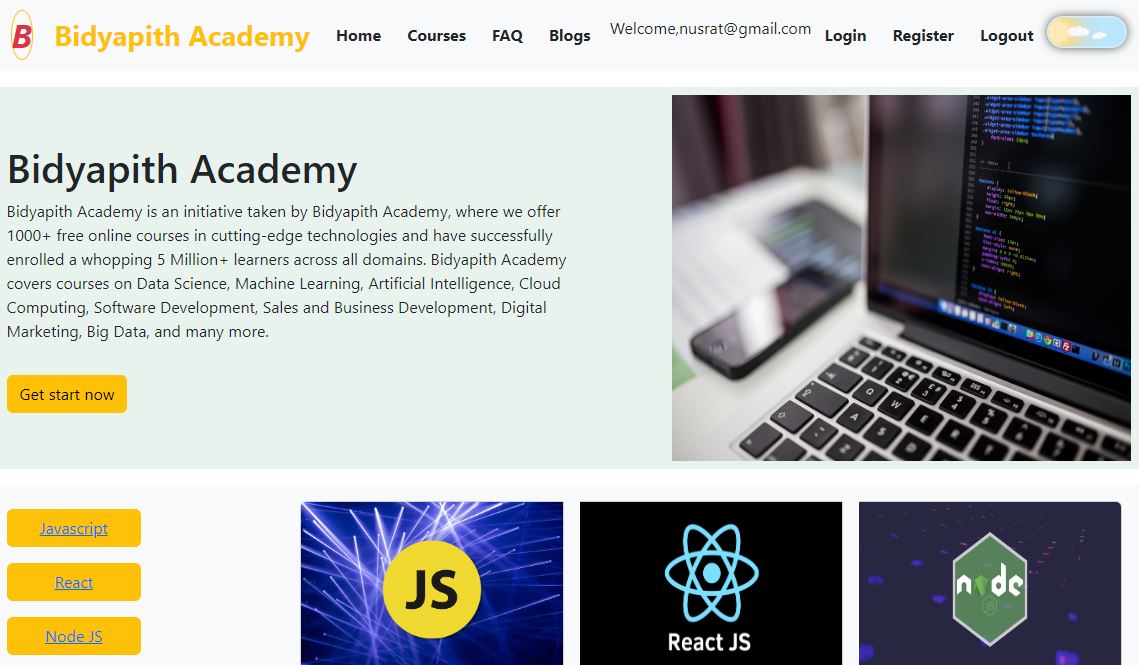 B Bidyapith Academy Home Courses FAQ Blogs Welcome,nusrat@gmail.com Login Register Logout
Bidyapith Academy
Bidyapith Academy is an initiative taken by Bidyapith Academy, where we offer
1000+ free online courses in cutting-edge technologies and have successfully
enrolled a whopping 5 Million+ learners across all domains. Bidyapith Academy
covers courses on Data Science, Machine Learning, Artificial Intelligence, Cloud
Computing, Software Development, Sales and Business Development, Digital
Marketing, Big Data, and many more.
Get start now
Javascript
React
Node JS
JS
React JS
node
JS